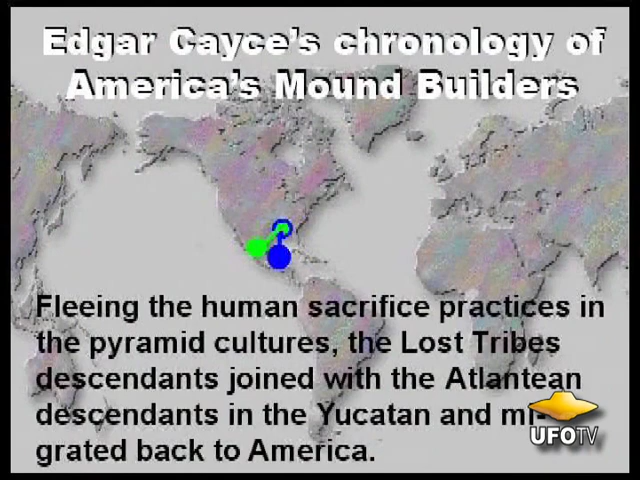 Edgar Cayce's chronology of
America's Mound Builders
Fleeing the human sacrifice practices in
the pyramid cultures, the Lost Tribes
descendants joined with the Atlantean
descendants in the Yucatan and mi-
grated back to America.
UFOTV